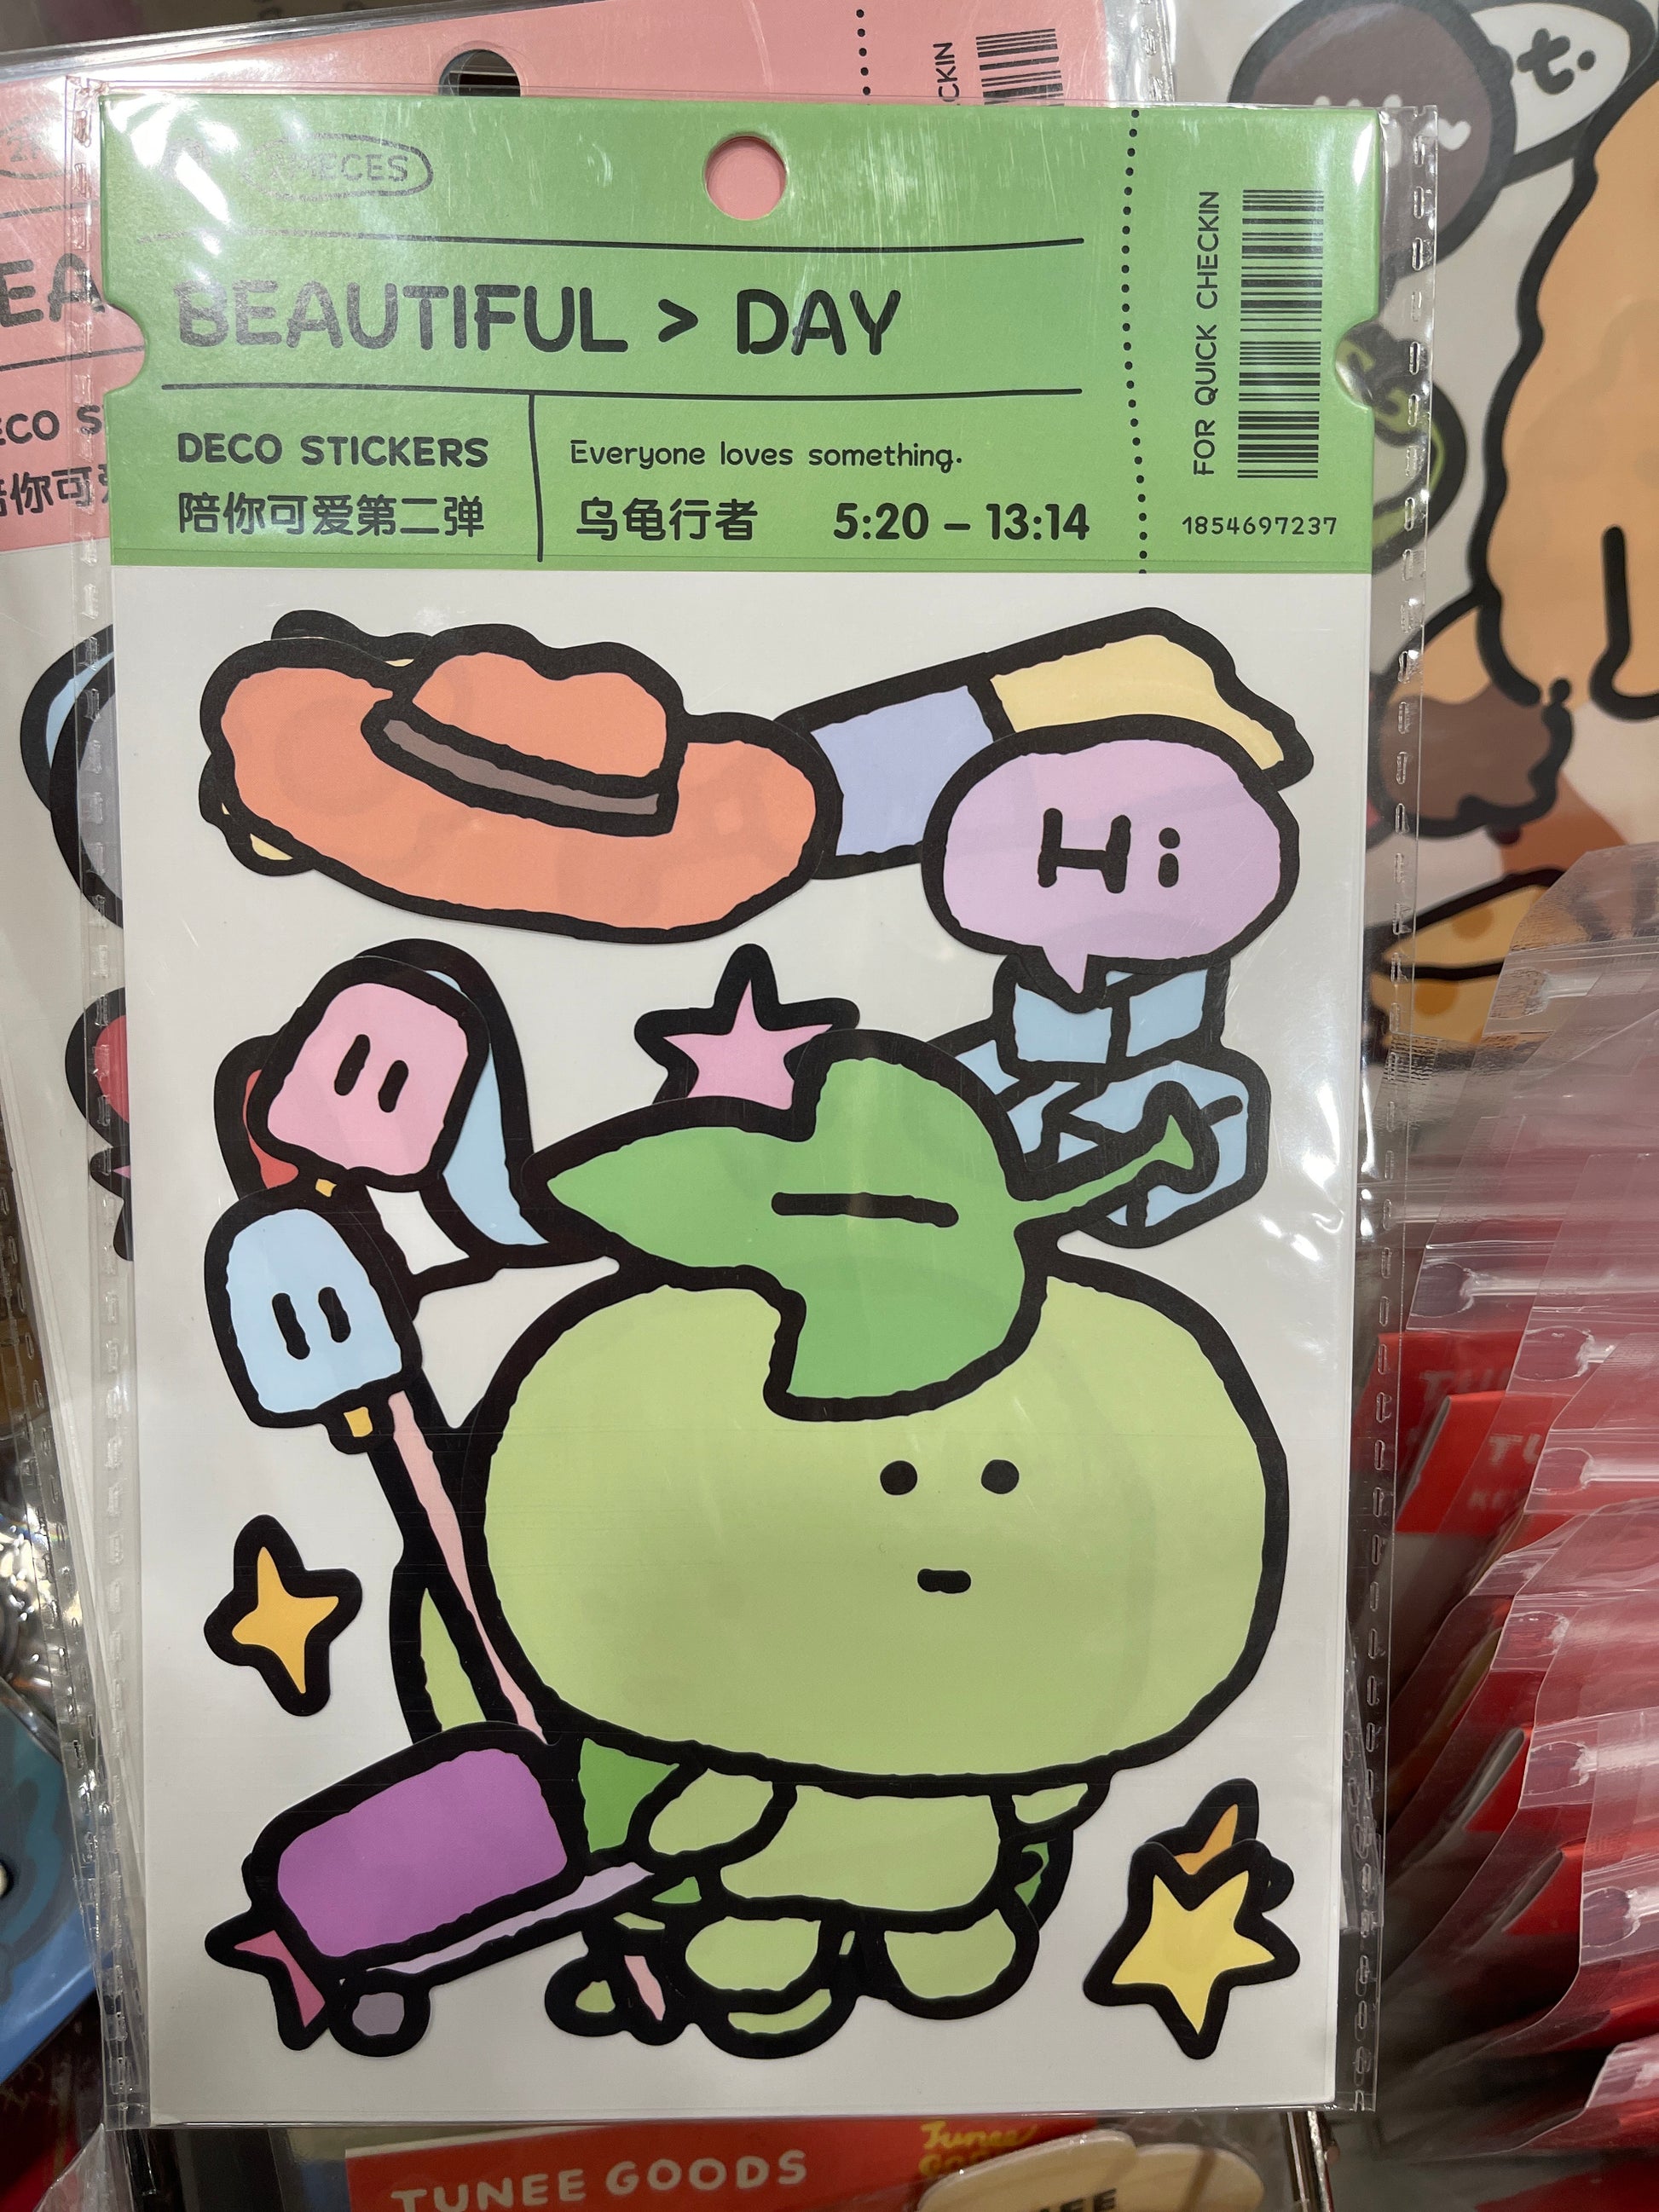 BEAUTIFUL > DAY
DECO STICKERS
陪你可爱第二弹
Everyone loves something.
乌龟行者 5:20 – 13:14
FOR QUICK CHECKIN
1854697237
Hi
TUNEE GOODS